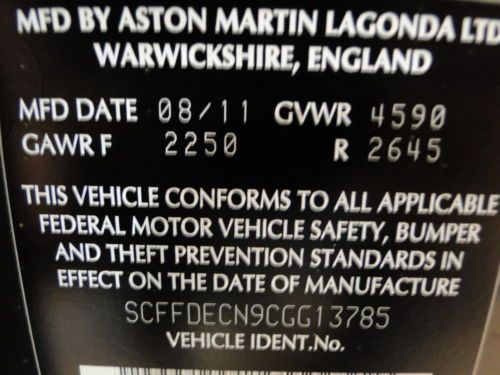 MFD BY ASTON MARTIN LAGONDA LTD
WARWICKSHIRE, ENGLAND
MFD DATE 08/11 GVWR 4590
GAWR F 2250 R 2645
THIS VEHICLE CONFORMS TO ALL APPLICABLE
FEDERAL MOTOR VEHICLE SAFETY, BUMPER
AND THEFT PREVENTION STANDARDS IN
EFFECT ON THE DATE OF MANUFACTURE
SCFFDECN9CGG13785
VEHICLE IDENT.No.